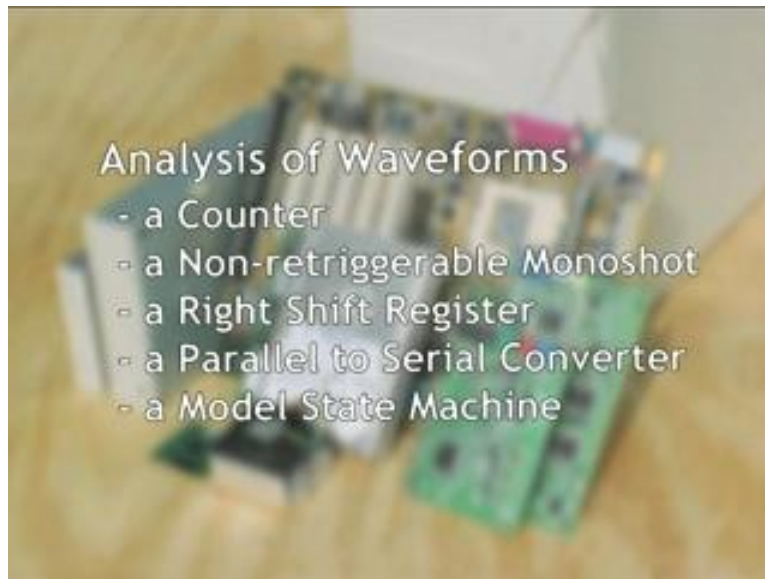 Analysis of Waveforms
- a Counter
- a Non-retriggerable Monoshot
- a Right Shift Register
- a Parallel to Serial Converter
- a Model State Machine